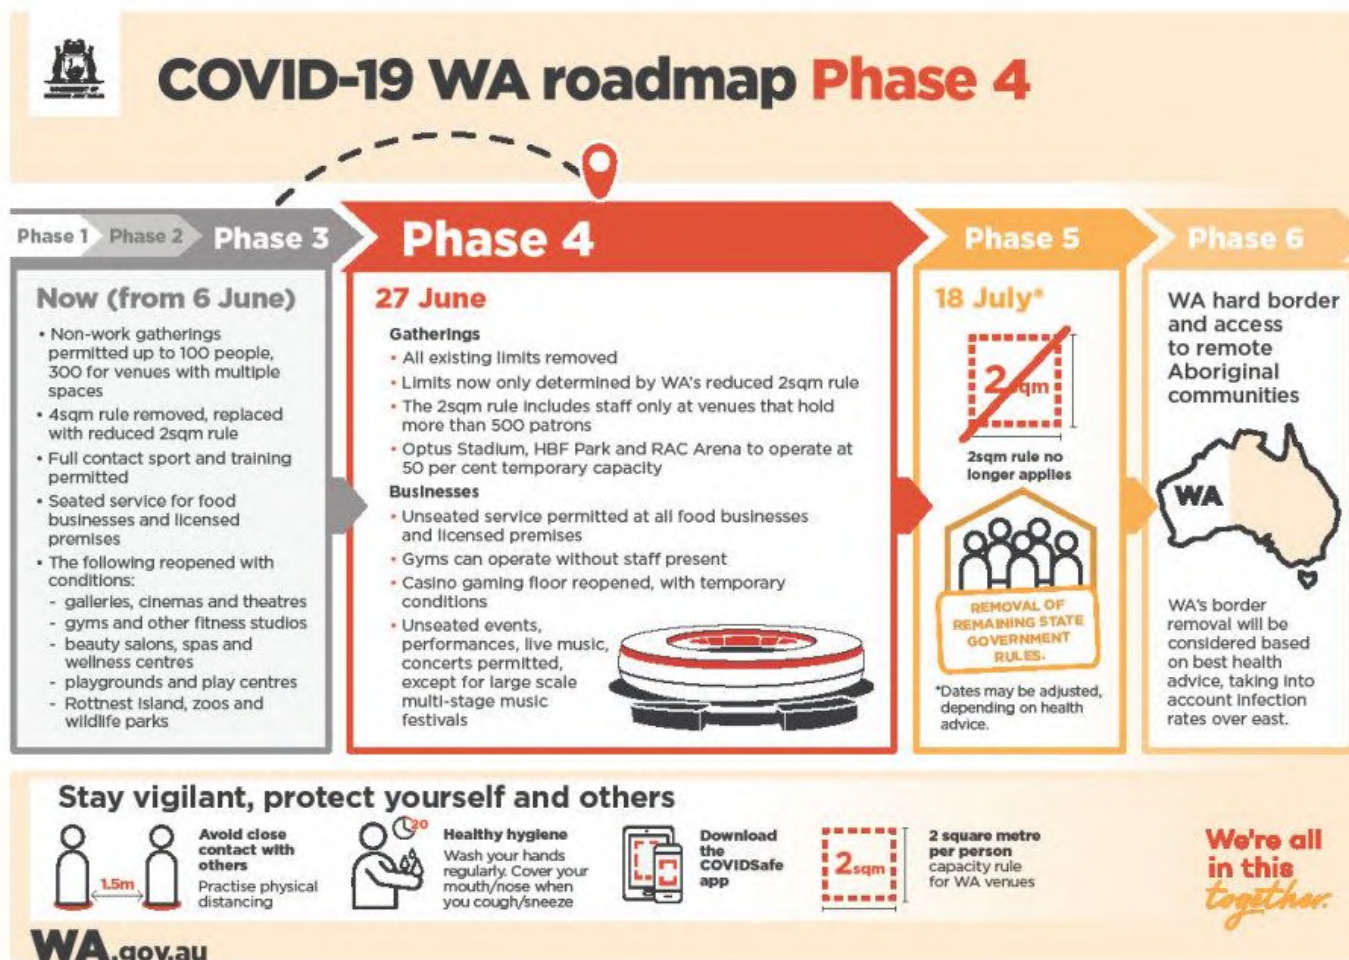 COVID-19 WA roadmap Phase 4
Phase 1
Phase 2
Phase 3
Phase 4
Phase 5
Phase 6
Now (from 6 June)
• Non-work gatherings
permitted up to 100 people,
300 for venues with multiple
spaces
• 4sqm rule removed, replaced
with reduced 2sqm rule
• Full contact sport and training
permitted
• Seated service for food
businesses and licensed
premises
• The following reopened with
conditions:
- galleries, cinemas and theatres
- gyms and other fitness studios
- beauty salons, spas and
wellness centres
- playgrounds and play centres
- Rottnest Island, zoos and
wildlife parks
27 June
Gatherings
• All existing limits removed
• Limits now only determined by WA's reduced 2sqm rule
• The 2sqm rule includes staff only at venues that hold
more than 500 patrons
• Optus Stadium, HBF Park and RAC Arena to operate at
50 per cent temporary capacity
Businesses
• Unseated service permitted at all food businesses
and licensed premises
• Gyms can operate without staff present
• Casino gaming floor reopened, with temporary
conditions
• Unseated events,
performances, live music,
concerts permitted,
except for large scale
multi-stage music
festivals
18 July*
2sqm
2sqm rule no
longer applies
REMOVAL OF
REMAINING STATE
GOVERNMENT
RULES.
*Dates may be adjusted,
depending on health
advice.
WA hard border
and access
to remote
Aboriginal
communities
WA
WA's border
removal will be
considered based
on best health
advice, taking into
account infection
rates over east.
Stay vigilant, protect yourself and others
1.5m
Avoid close
contact with
others
Practise physical
distancing
20
Healthy hygiene
Wash your hands
regularly. Cover your
mouth/nose when
you cough/sneeze
Download
the
COVIDSafe
app
2sqm
2 square metre
per person
capacity rule
for WA venues
We're all
in this
together.
WA.gov.au